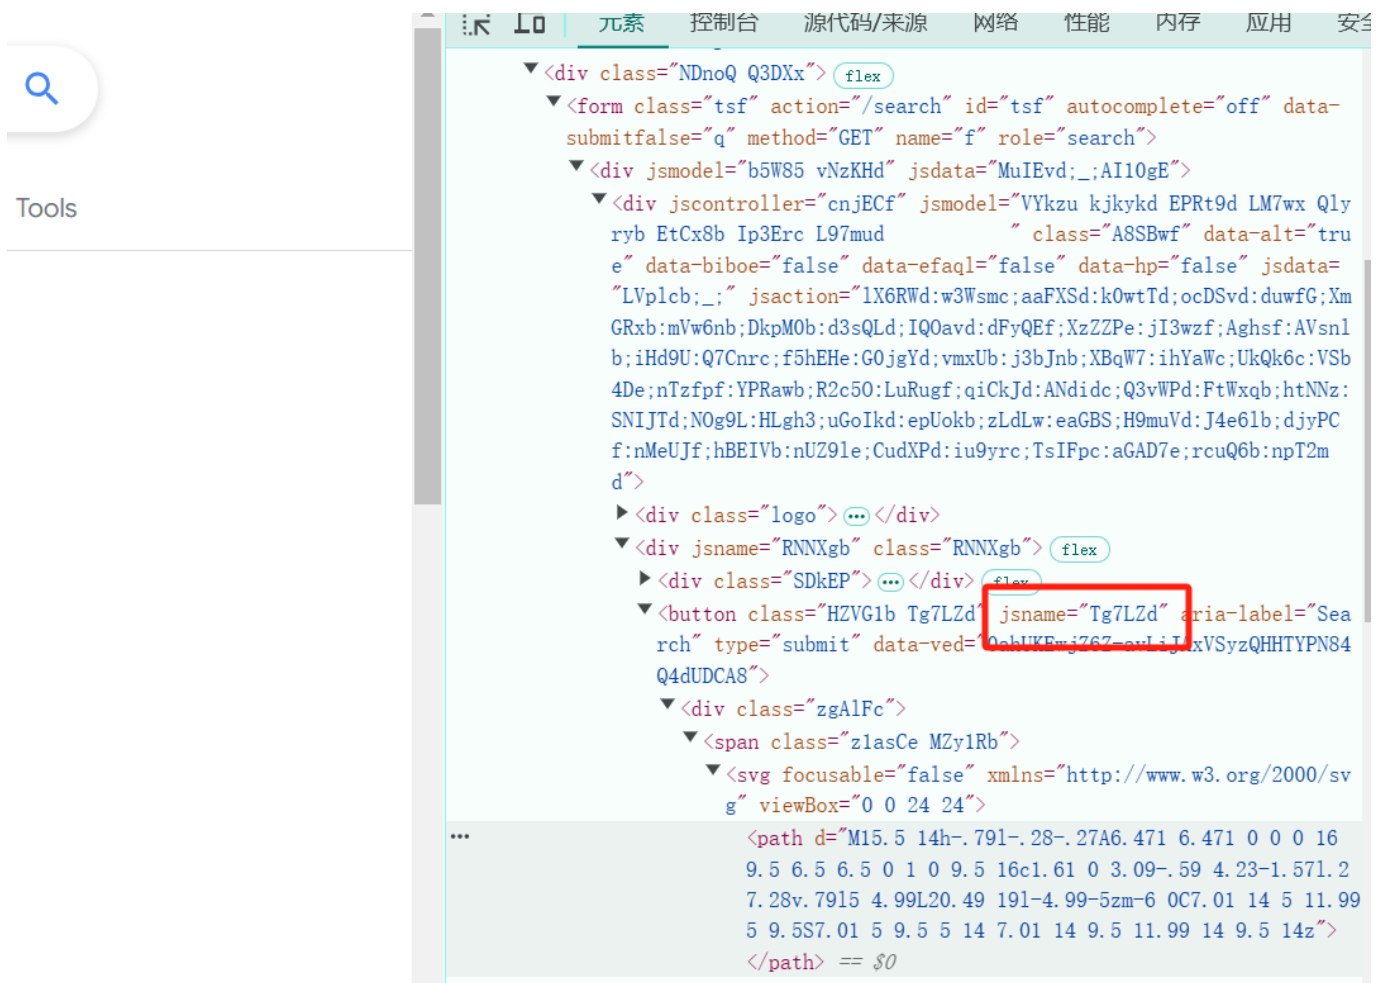 Tools
元素 控制台 源代码/来源 网络 性能 内存 应用 安全
<div class="NDnoQ Q3DXx"> flex
<form class="tsf" action="/search" id="tsf" autocomplete="off" data-
submitfalse="q" method="GET" name="f" role="search">
<div jsmodel="b5W85 vNzKHd" jsdata="MuIEvd;_;AI10gE">
<div jscontroller="cnjECf" jsmodel="VYkzu kjkykd EPRt9d LM7wx Qly
ryb EtCx8b Ip3Erc L97mud " class="A8SBwf" data-alt="tru
e" data-biboe="false" data-efaql="false" data-hp="false" jsdata=
"LVplcb;_;" jsaction="lX6RWd:w3Wsmc;aaFXSd:k0wtTd;ocDSvd:duwfG;Xm
GRxb:mVw6nb;DkpM0b:d3sQLd;IQOavd:dFyQEf;XzZZPe:jI3wzf;Aghsf:AVsnl
b;iHd9U:Q7Cnrc;f5hEHe:G0jgYd;vmxUb:j3bJnb;XBqW7:ihYaWc;UkQk6c:VSb
4De;nTzfpf:YPRawb;R2c5O:LuRugf;qiCkJd:ANdidc;Q3vWPd:FtWxqb;htNNz:
SNIJTd;NOg9L:HLgh3;uGoIkd:epUokb;zLdLw:eaGBS;H9muVd:J4e6lb;djyPC
f:nMeUJf;hBEIVb:nUZ9le;CudXPd:iu9yrc;TsIFpc:aGAD7e;rcuQ6b:npT2m
d">
<div class="logo"> ••• </div>
<div jsname="RNNXgb" class="RNNXgb"> flex
<div class="SDkEP"> ••• </div> flex
<button class="HZVG1b Tg7LZd" jsname="Tg7LZd" aria-label="Sea
rch" type="submit" data-ved="0ahUKEwjZ6Z-avLiJAxVSyzQHHTYPN84
Q4dUDCA8">
<div class="zgAlFc">
<span class="z1asCe MZy1Rb">
<svg focusable="false" xmlns="http://www.w3.org/2000/sv
g" viewBox="0 0 24 24">
<path d="M15.5 14h-.79l-.28-.27A6.471 6.471 0 0 0 16
9.5 6.5 6.5 0 1 0 9.5 16c1.61 0 3.09-.59 4.23-1.57l.2
7.28v.79l5 4.99L20.49 19l-4.99-5zm-6 0C7.01 14 5 11.99
5 9.5S7.01 5 9.5 5 14 7.01 14 9.5 11.99 14 9.5 14z">
</path> == $0